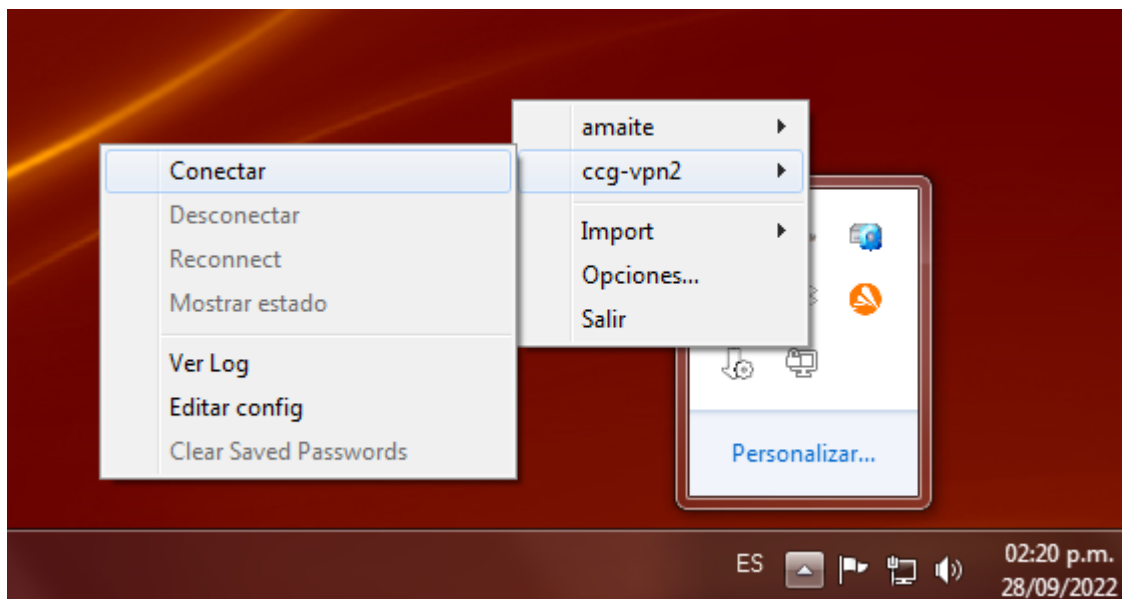 amaite
ccg-vpn2
Import
Opciones...
Salir
Conectar
Desconectar
Reconnect
Mostrar estado
Ver Log
Editar config
Clear Saved Passwords
Personalizar...
ES
02:20 p.m.
28/09/2022